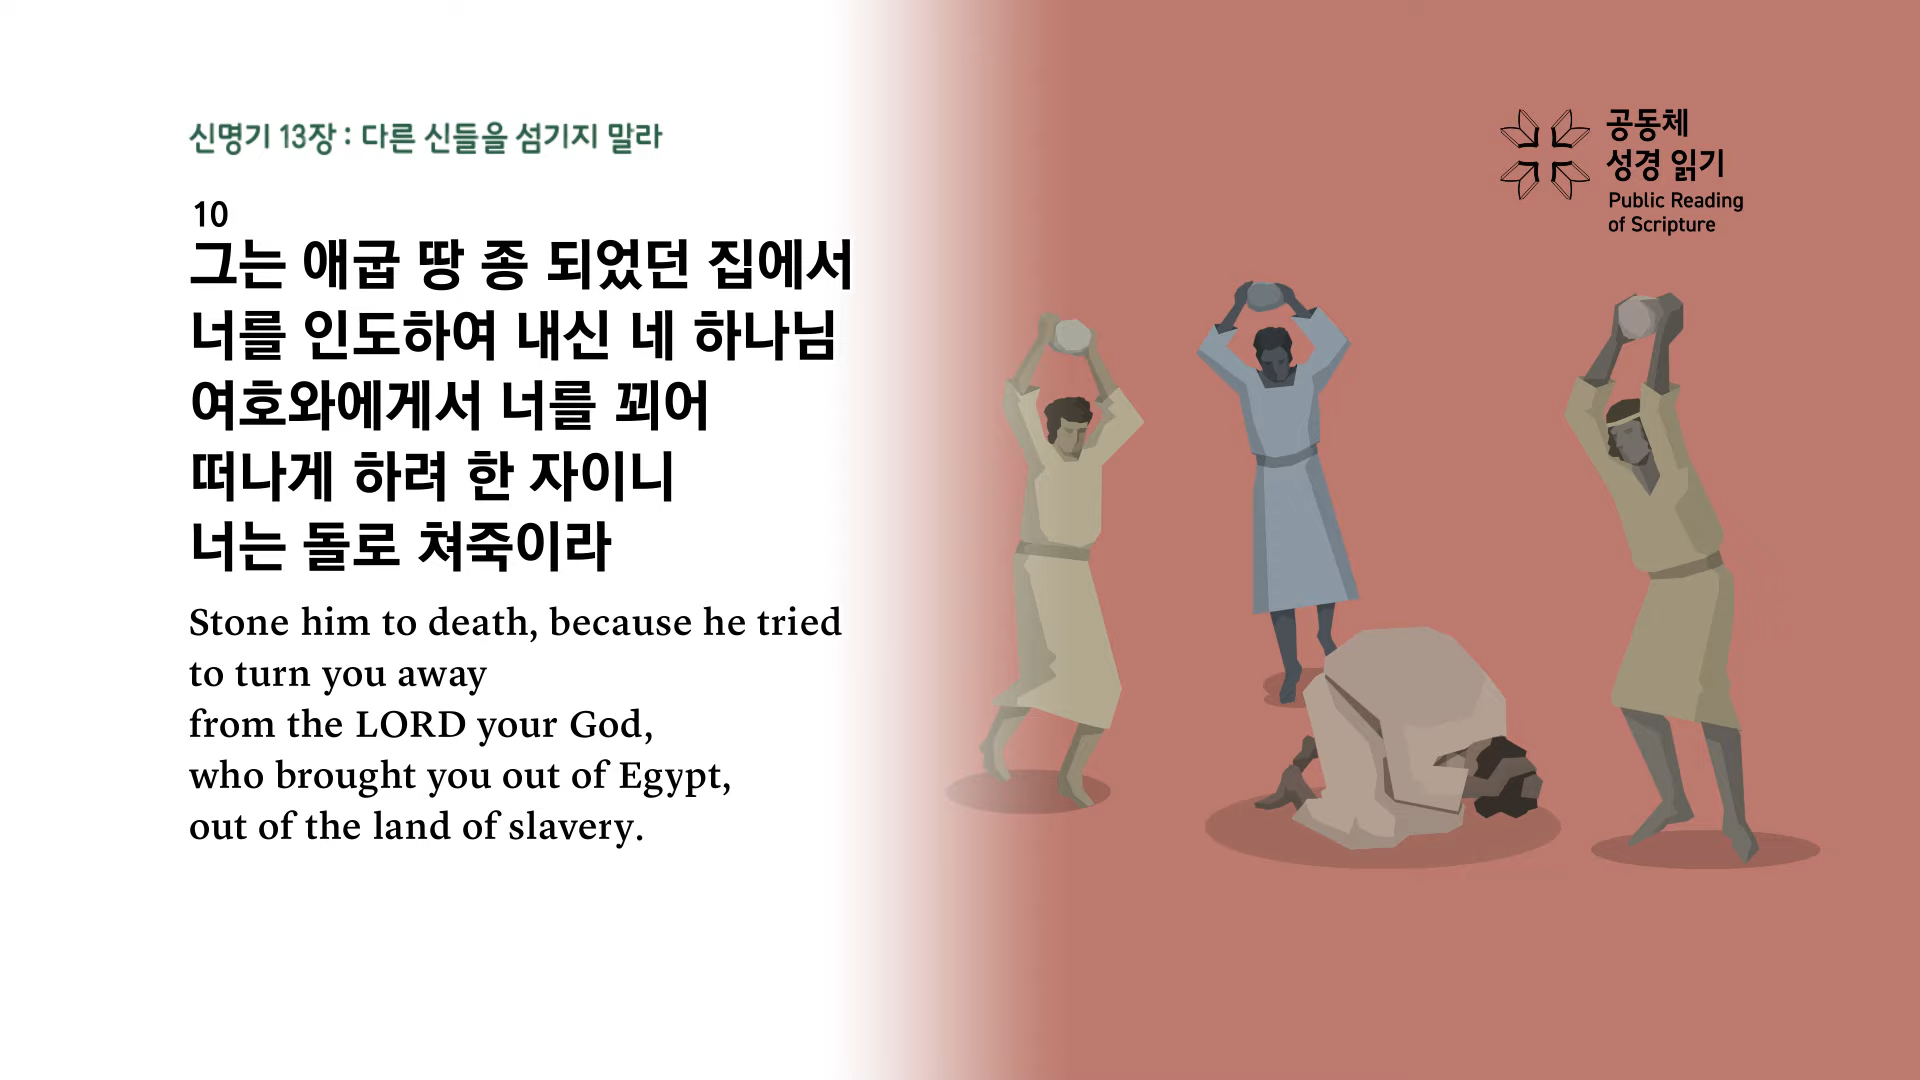 신명기 13장 : 다른 신들을 섬기지 말라
10
그는 애굽 땅 종 되었던 집에서
너를 인도하여 내신 네 하나님
여호와에게서 너를 꾀어
떠나게 하려 한 자이니
너는 돌로 쳐죽이라
Stone him to death, because he tried
to turn you away
from the LORD your God,
who brought you out of Egypt,
out of the land of slavery.
공동체
성경 읽기
Public Reading
of Scripture